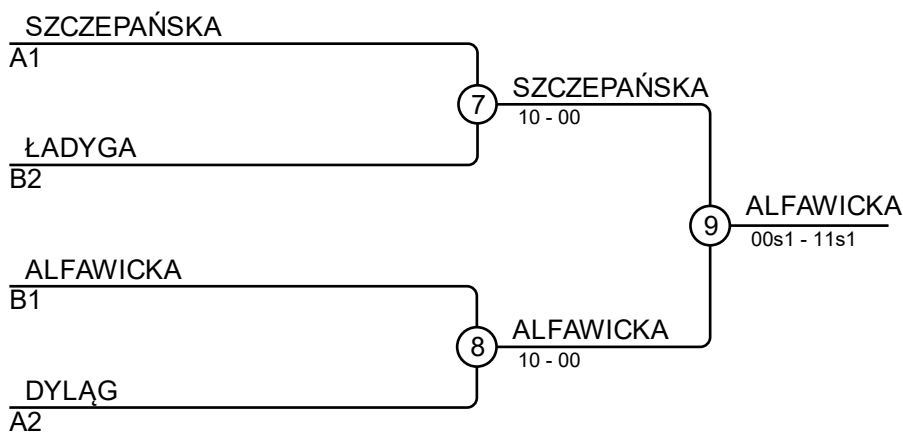 SZCZEPAŃSKA
A1
7
SZCZEPAŃSKA
10 - 00
ŁADYGA
B2
9
ALFAWICKA
00s1 - 11s1
ALFAWICKA
B1
8
ALFAWICKA
10 - 00
DYLĄG
A2